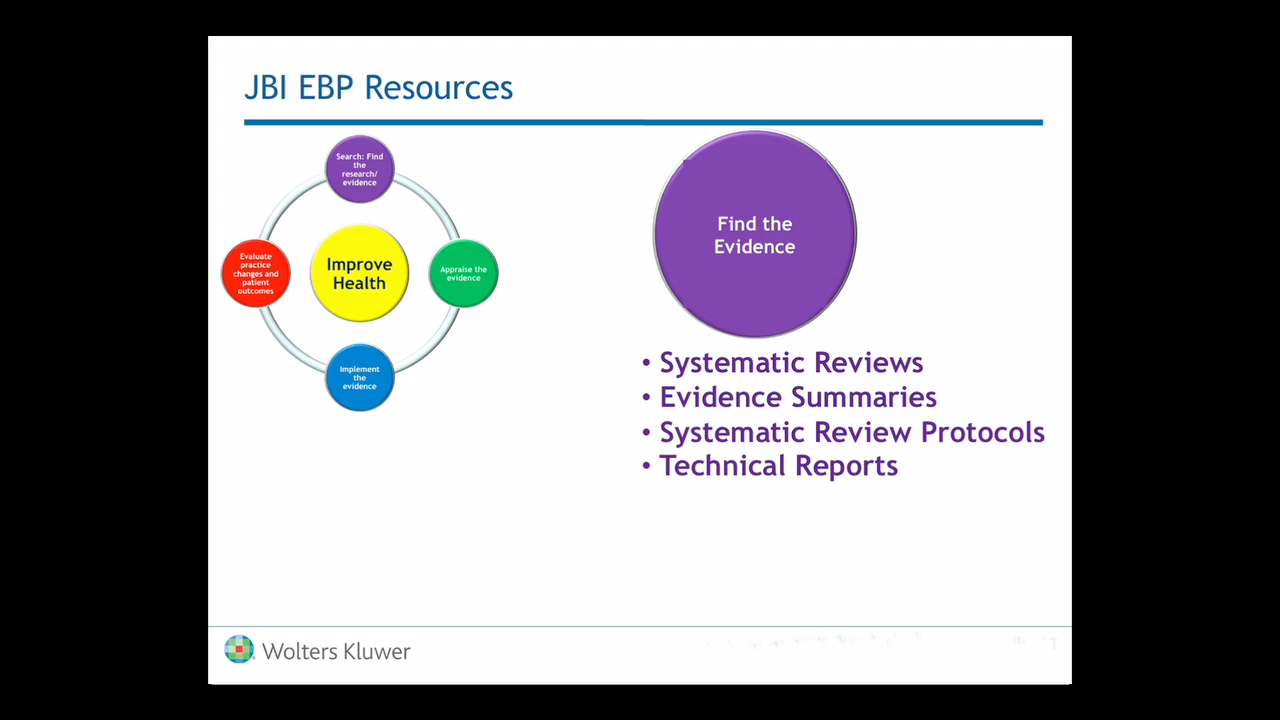 JBI EBP Resources
Search: Find
the
research/
evidence
Evaluate
practice
changes and
patient
outcomes
Improve
Health
Appraise the
evidence
Implement
the
evidence
Find the
Evidence
• Systematic Reviews
• Evidence Summaries
• Systematic Review Protocols
• Technical Reports
Wolters Kluwer